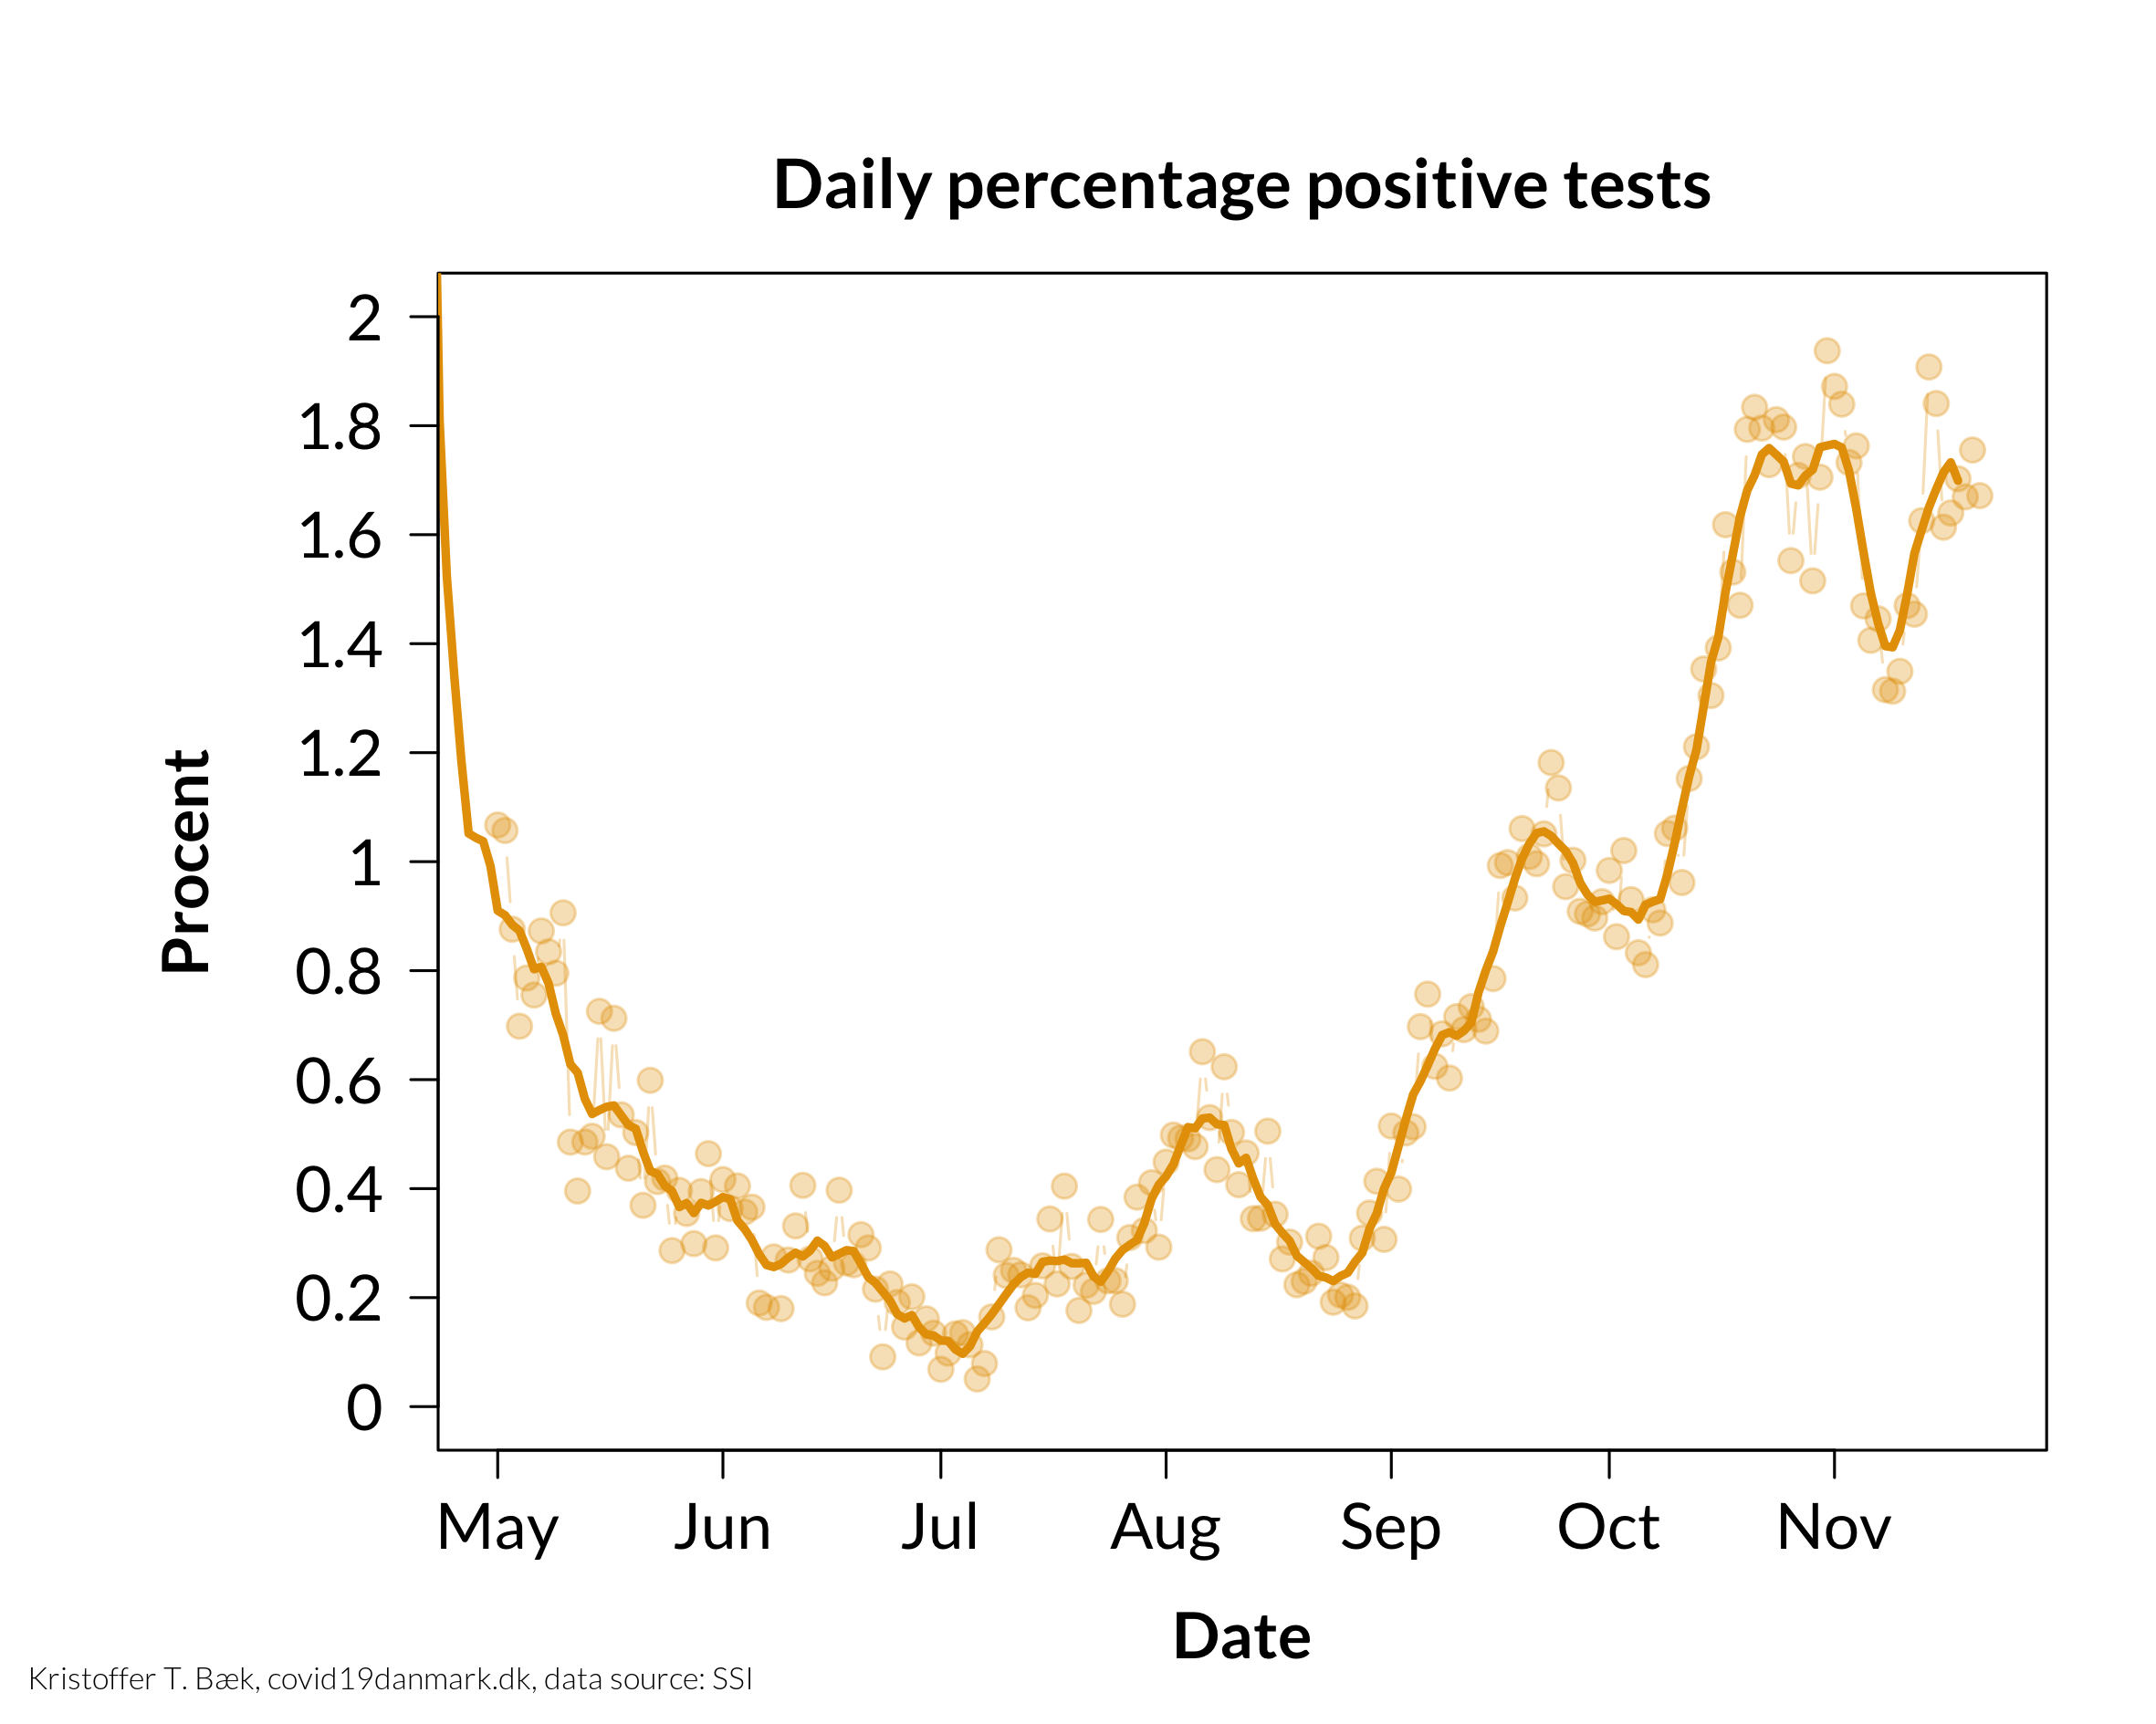 Daily percentage positive tests
2
1.8
1.6
1.4
1.2
1
0.8
0.6
0.4
0.2
0
Procent
May Jun Jul Aug Sep Oct Nov
Date
Kristoffer T. Bæk, covid19danmark.dk, data source: SSI